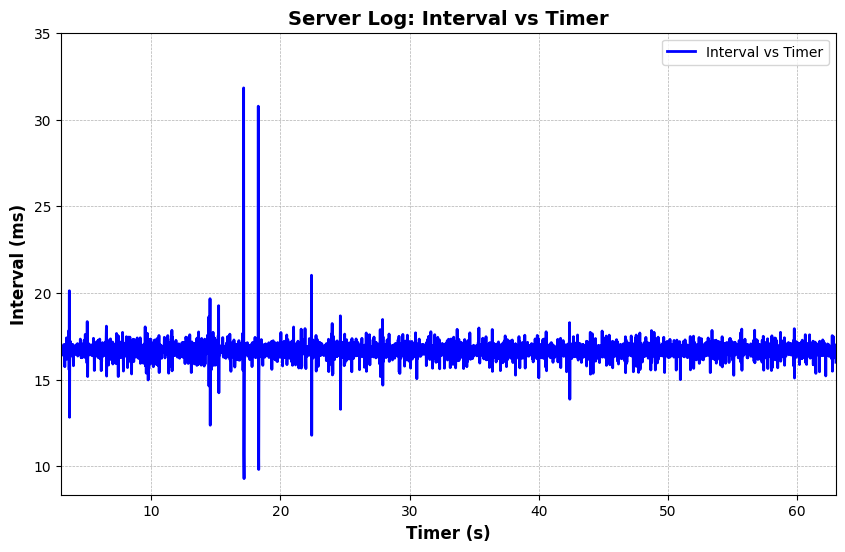 Server Log: Interval vs Timer
Interval vs Timer
Interval (ms)
35
30
25
20
15
10
10 20 30 40 50 60
Timer (s)